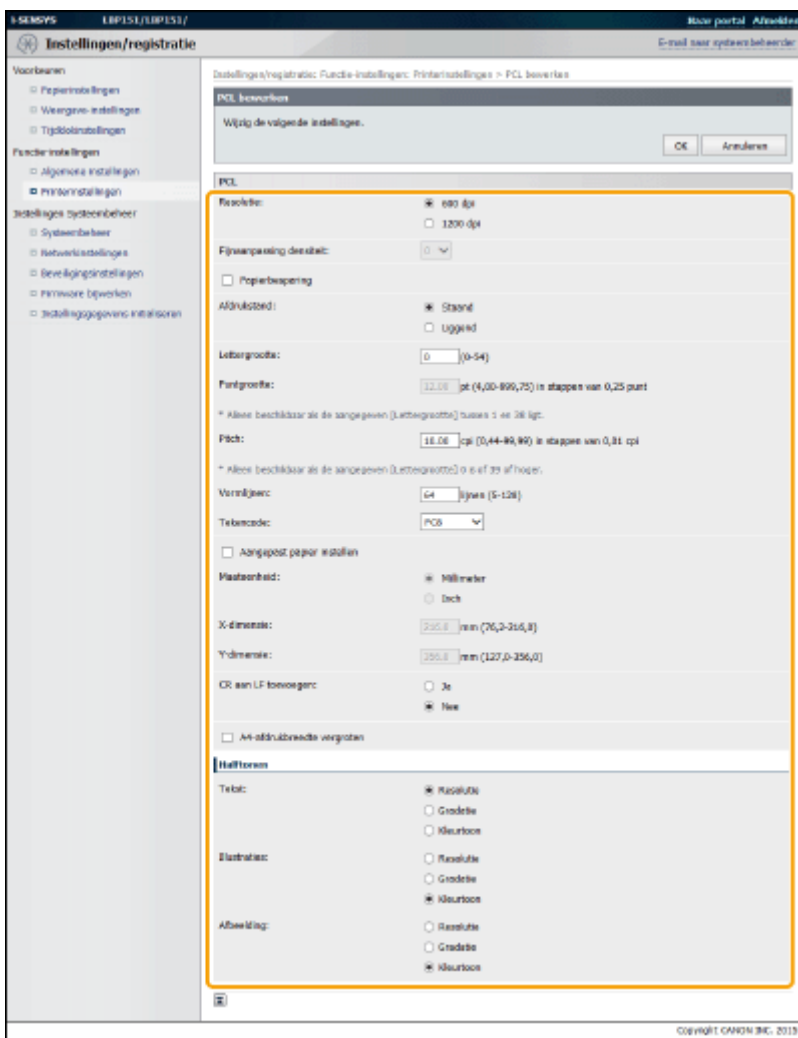 i-SENSYS LBP151/LBP151/ Naar portal Afmelden
Instellingen/registratie E-mail naar systeembeheerder
Voorkeuren
Papierinstellingen
Weergave-instellingen
Tijdklokinstellingen
Functie-instellingen
Algemene instellingen
Printerinstellingen
Instellingen Systeembeheer
Systeembeheer
Netwerkinstellingen
Beveiligingsinstellingen
Firmware bijwerken
Instellingsgegevens initialiseren
Instellingen/registratie: Functie-instellingen: Printerinstellingen > PCL bewerken
PCL bewerken
Wijzig de volgende instellingen.
OK Annuleren
PCL
Resolutie: 600 dpi
1200 dpi
Fijnaanpassing densiteit: 0
Papierbesparing
Afdrukstand: Staand
Liggend
Lettergrootte: 0 (0-54)
Puntgrootte: 12.00 pt (4,00-999,75) in stappen van 0,25 punt
* Alleen beschikbaar als de aangegeven [Lettergrootte] tussen 1 en 38 ligt.
Pitch: 10.00 cpi (0,44-99,99) in stappen van 0,01 cpi
* Alleen beschikbaar als de aangegeven [Lettergrootte] 0 is of 39 of hoger.
Vormlijnen: 64 lijnen (5-128)
Tekencode: PC8
Aangepast papier instellen
Maateenheid: Millimeter
Inch
X-dimensie: mm (76,2-216,0)
Y-dimensie: mm (127,0-356,0)
CR aan LF toevoegen: Ja
Nee
A4-afdrukbreedte vergroten
Halftonen
Tekst: Resolutie
Gradatie
Kleurtoon
Illustraties: Resolutie
Gradatie
Kleurtoon
Afbeelding: Resolutie
Gradatie
Kleurtoon
Copyright CANON INC. 2015